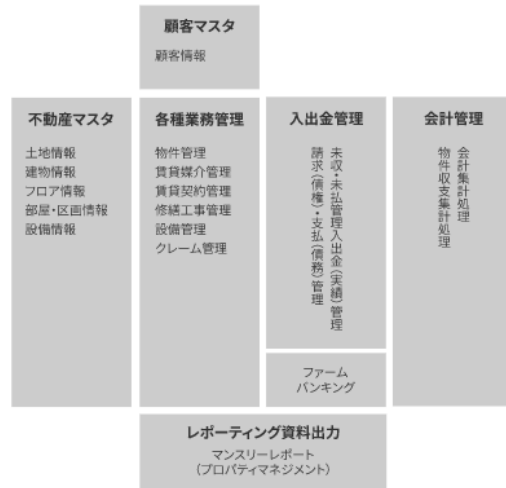 顧客マスタ
顧客情報
不動産マスタ
土地情報
建物情報
フロア情報
部屋・区画情報
設備情報
各種業務管理
物件管理
賃貸媒介管理
賃貸契約管理
修繕工事管理
設備管理
クレーム管理
入出金管理
未収・未払管理入出金(実績)管理
請求(債権)・支払(債務)管理
ファーム
バンキング
会計管理
会計集計処理
物件収支集計処理
レポーティング資料出力
マンスリーレポート
(プロパティマネジメント)